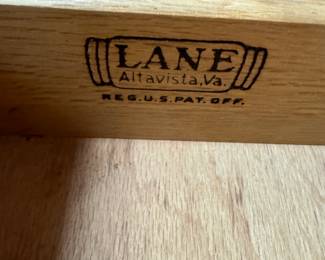 LANE
Altavista, Va.
REG. U.S. PAT. OFF.